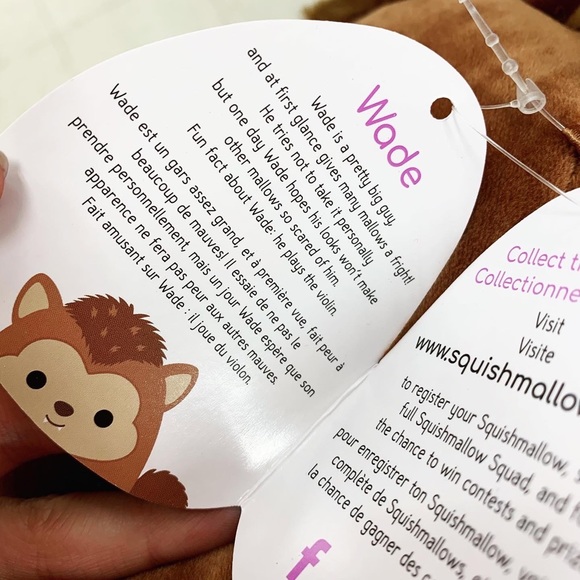 Wade
Wade is a pretty big guy,
and at first glance gives many mallows a fright!
He tries not to take it personally
but one day Wade hopes his looks won't make
other mallows so scared of him.
Fun fact about Wade: he plays the violin.
Wade est un gars assez grand, et à première vue, fait peur à
beaucoup de mauves! Il essaie de ne pas le
prendre personnellement, mais un jour Wade espère que son
apparence ne fera pas peur aux autres mauves.
Fait amusant sur Wade : il joue du violon.
Collect
Collectionne
Visit
Visite
www.squishmallo
to register your Squishmallow,
full Squishmallow Squad, and
the chance to win contests and
pour enregistrer ton Squishmallow,
complète de Squishmallows,
la chance de gagner des
f